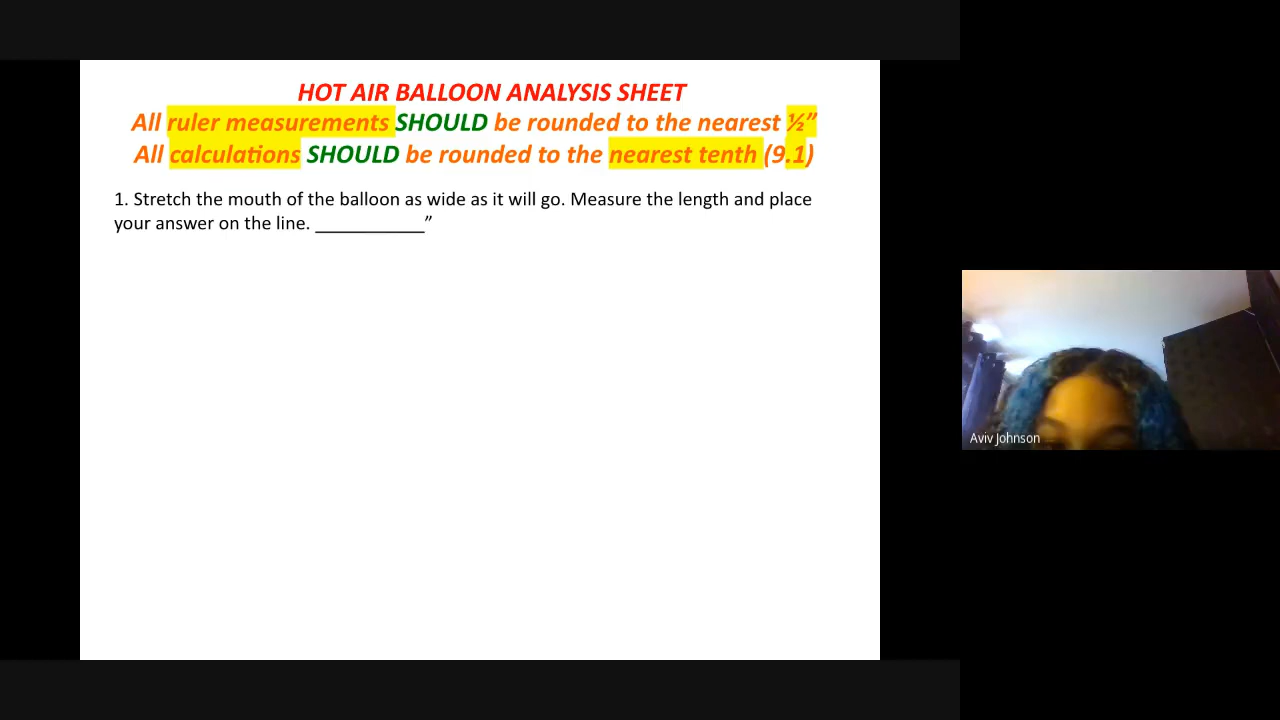 HOT AIR BALLOON ANALYSIS SHEET
All ruler measurements SHOULD be rounded to the nearest ½”
All calculations SHOULD be rounded to the nearest tenth (9.1)
1. Stretch the mouth of the balloon as wide as it will go. Measure the length and place
your answer on the line. ___________”
Aviv Johnson